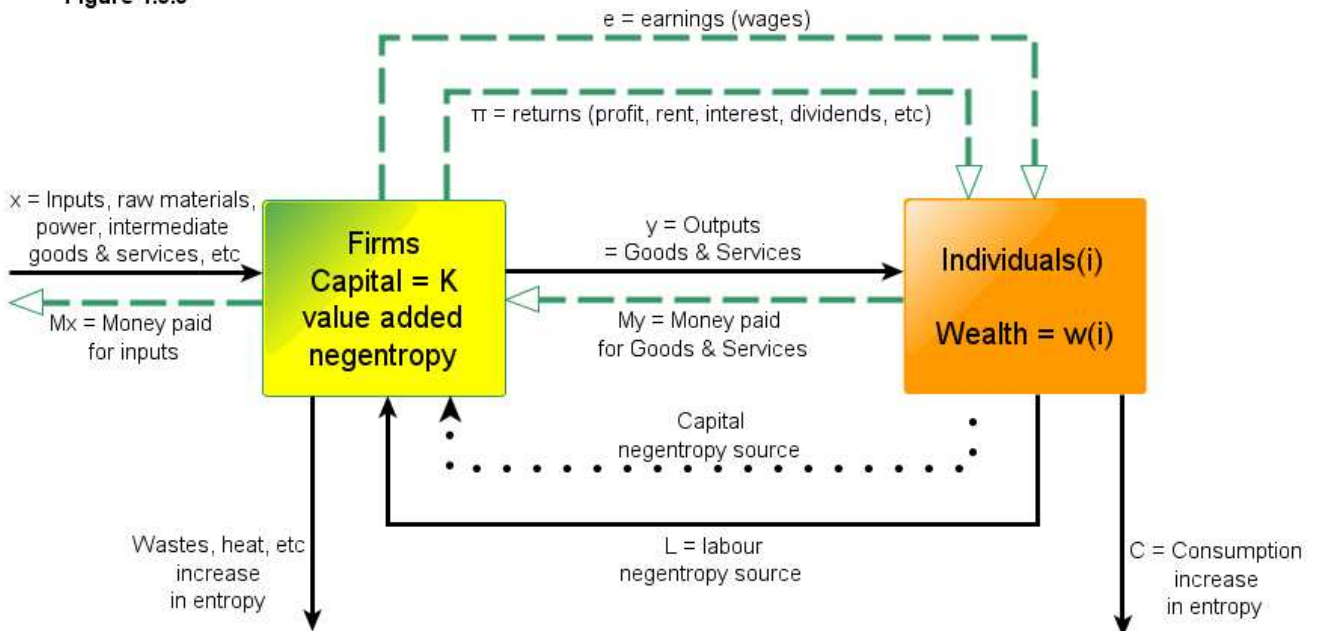 e = earnings (wages)
π = returns (profit, rent, interest, dividends, etc)
x = Inputs, raw materials,
power, intermediate
goods & services, etc
Mx = Money paid
for inputs
Firms
Capital = K
value added
negentropy
y = Outputs
= Goods & Services
My = Money paid
for Goods & Services
Individuals(i)
Wealth = w(i)
Capital
negentropy source
L = labour
negentropy source
Wastes, heat, etc
increase
in entropy
C = Consumption
increase
in entropy